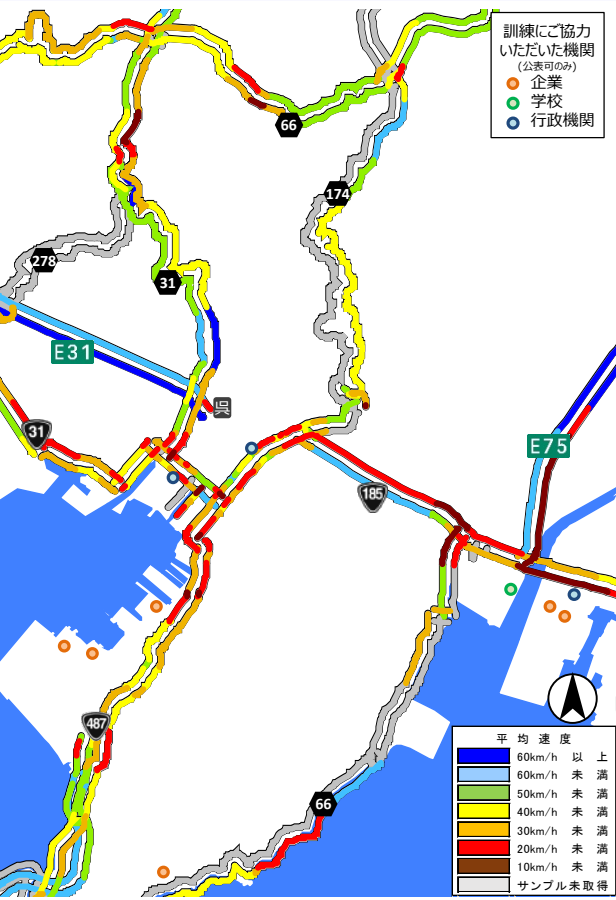 訓練にご協力
いただいた機関
(公表可のみ)
企業
学校
行政機関
66
174
278
31
E31
呉
31
E75
185
487
66
平均速度
60km/h 以上
60km/h 未満
50km/h 未満
40km/h 未満
30km/h 未満
20km/h 未満
10km/h 未満
サンプル未取得